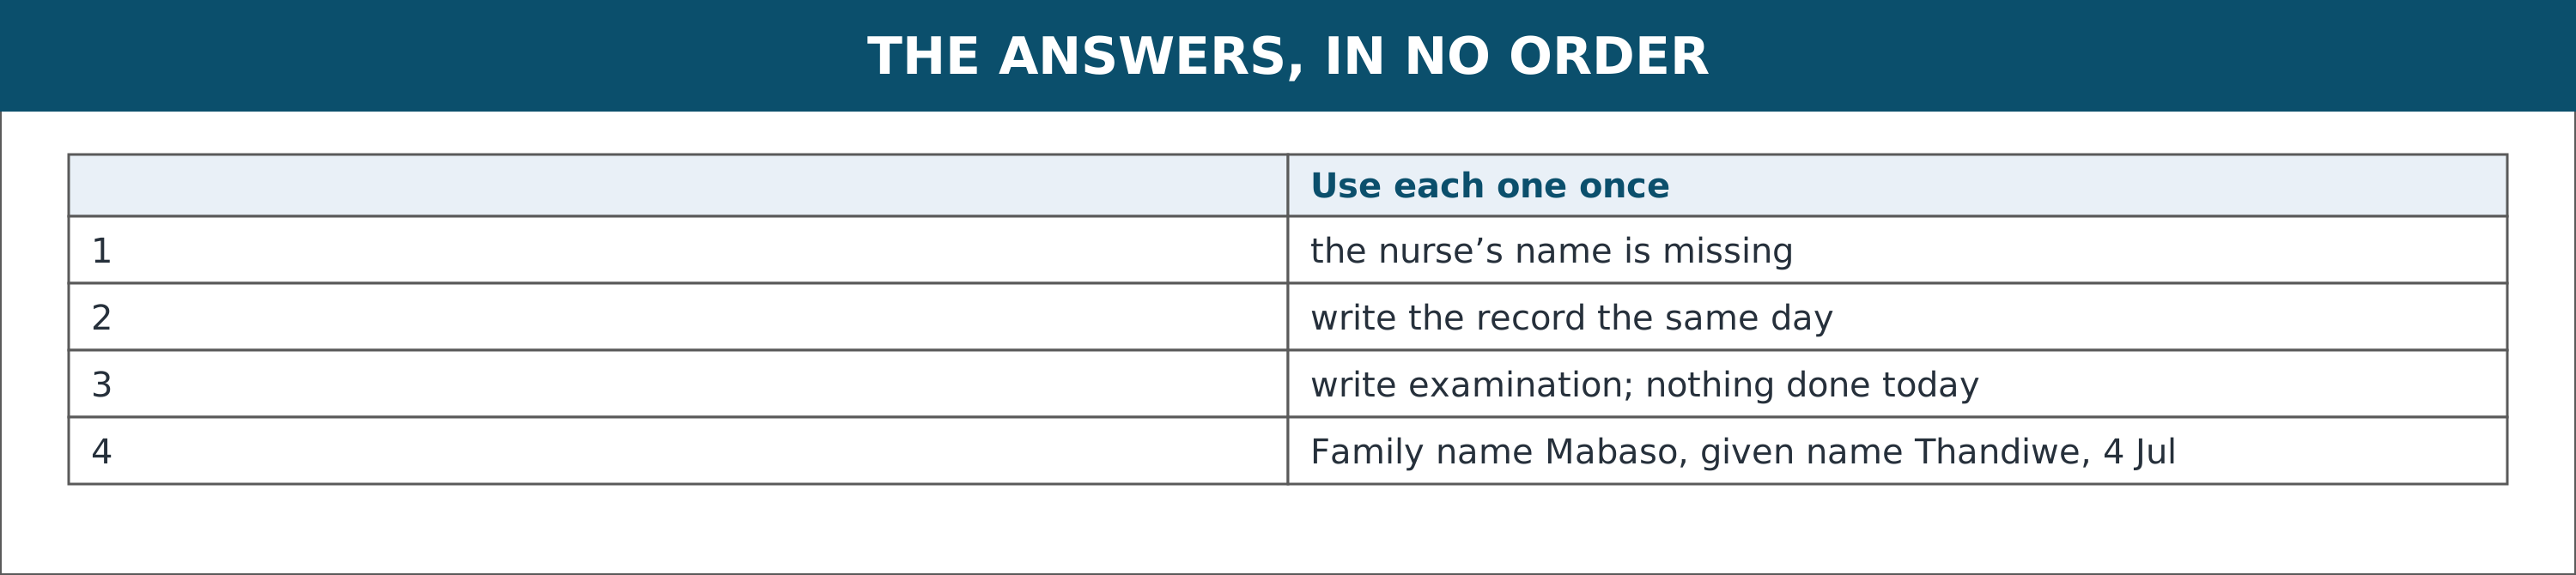 THE ANSWERS, IN NO ORDER
Use each one once
1 the nurse’s name is missing
2 write the record the same day
3 write examination; nothing done today
4 Family name Mabaso, given name Thandiwe, 4 Jul